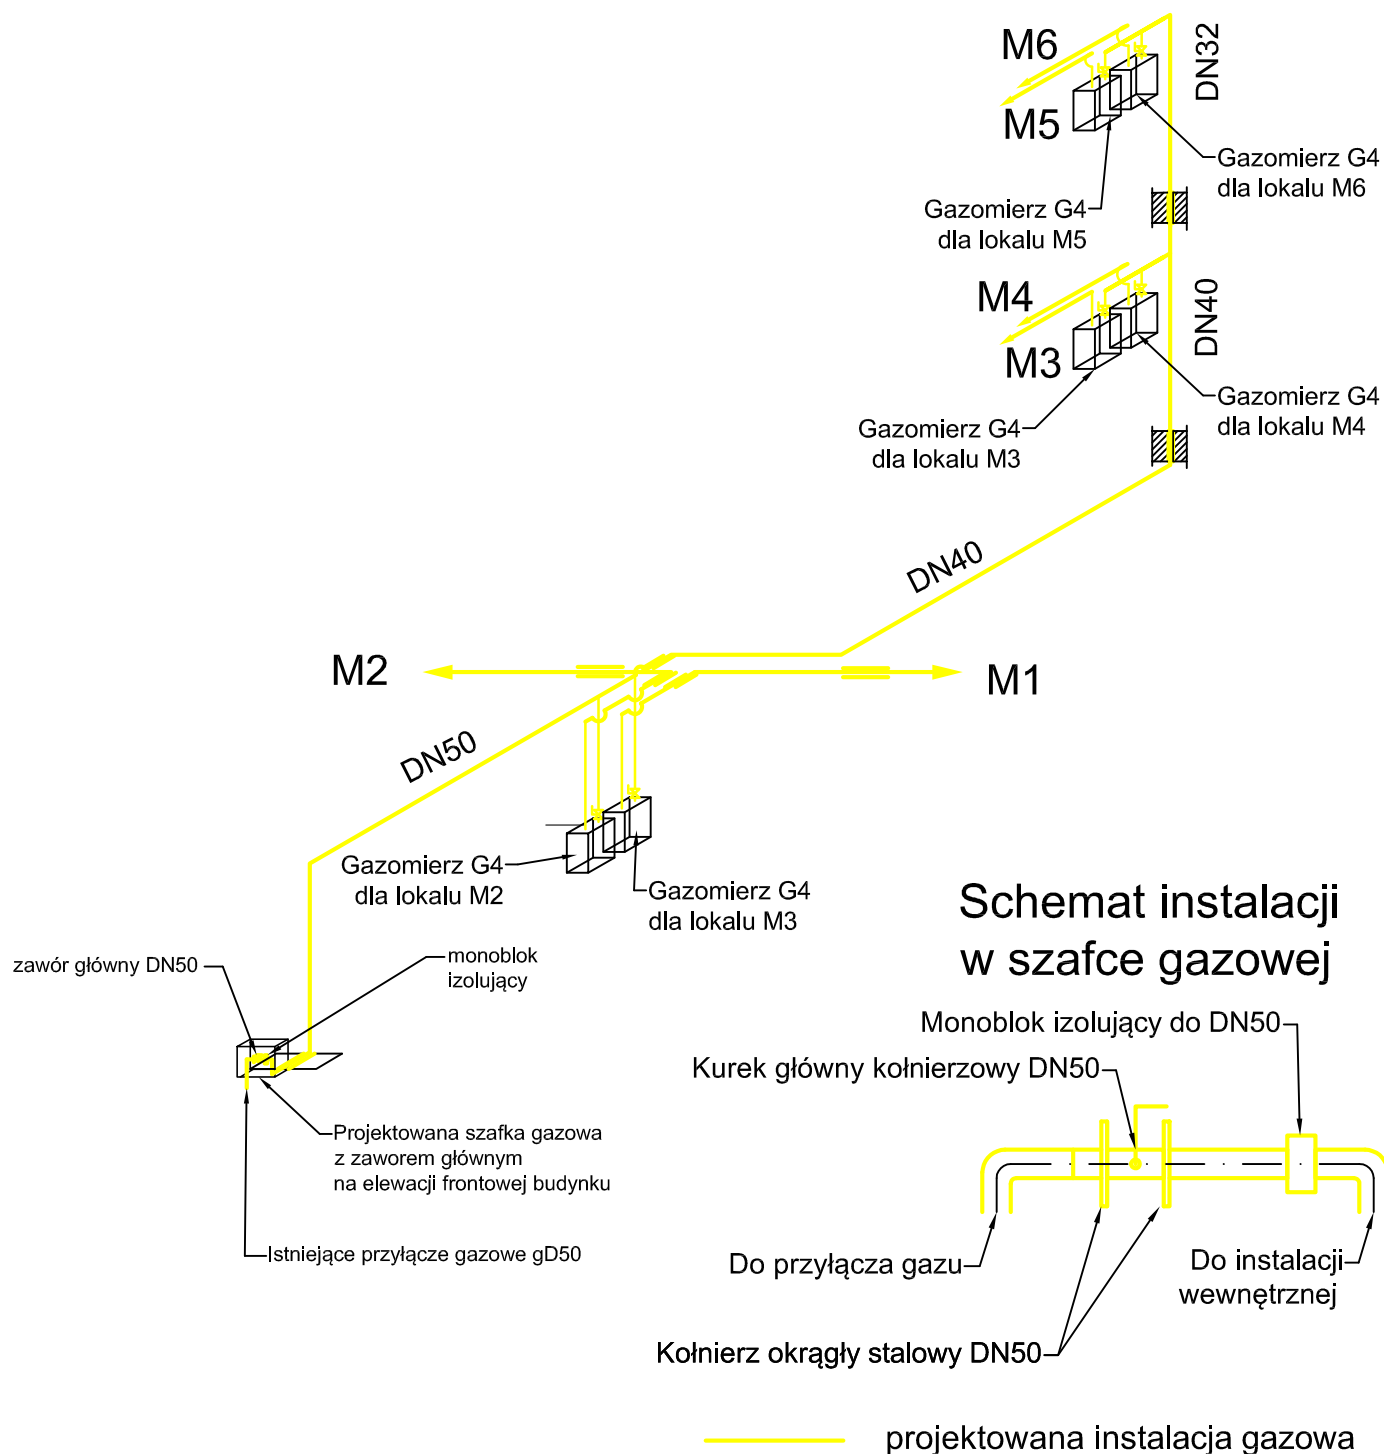 M6
DN32
M5
Gazomierz G4
dla lokalu M6
Gazomierz G4
dla lokalu M5
M4
DN40
M3
Gazomierz G4
dla lokalu M4
Gazomierz G4
dla lokalu M3
DN40
M2
M1
DN50
Gazomierz G4
dla lokalu M2
Gazomierz G4
dla lokalu M3
zawór główny DN50
monoblok
izolujący
Projektowana szafka gazowa
z zaworem głównym
na elewacji frontowej budynku
Istniejące przyłącze gazowe gD50
Schemat instalacji
w szafce gazowej
Monoblok izolujący do DN50
Kurek główny kołnierzowy DN50
Do przyłącza gazu
Do instalacji
wewnętrznej
Kołnierz okrągły stalowy DN50
projektowana instalacja gazowa